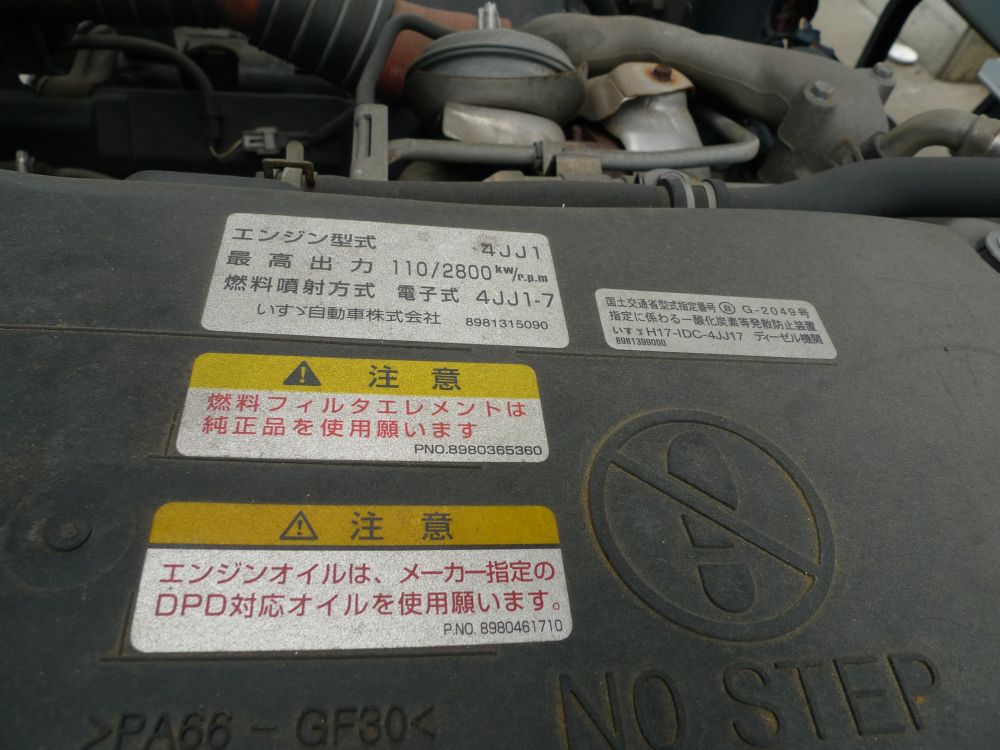 エンジン型式 4JJ1
最高出力 110/2800kW/r.p.m
燃料噴射方式 電子式 4JJ1-7
いすゞ自動車株式会社 8981315090
国土交通省型式指定番号 Ⓑ G-2049号
指定に係わる一酸化炭素等発散防止装置
いすゞH17-IDC-4JJ17 ディーゼル機関
8981399000
注意
燃料フィルタエレメントは
純正品を使用願います
PNO.8980365360
注意
エンジンオイルは、メーカー指定の
DPD対応オイルを使用願います。
P.NO. 8980461710
NO STEP
>PA66-GF30<